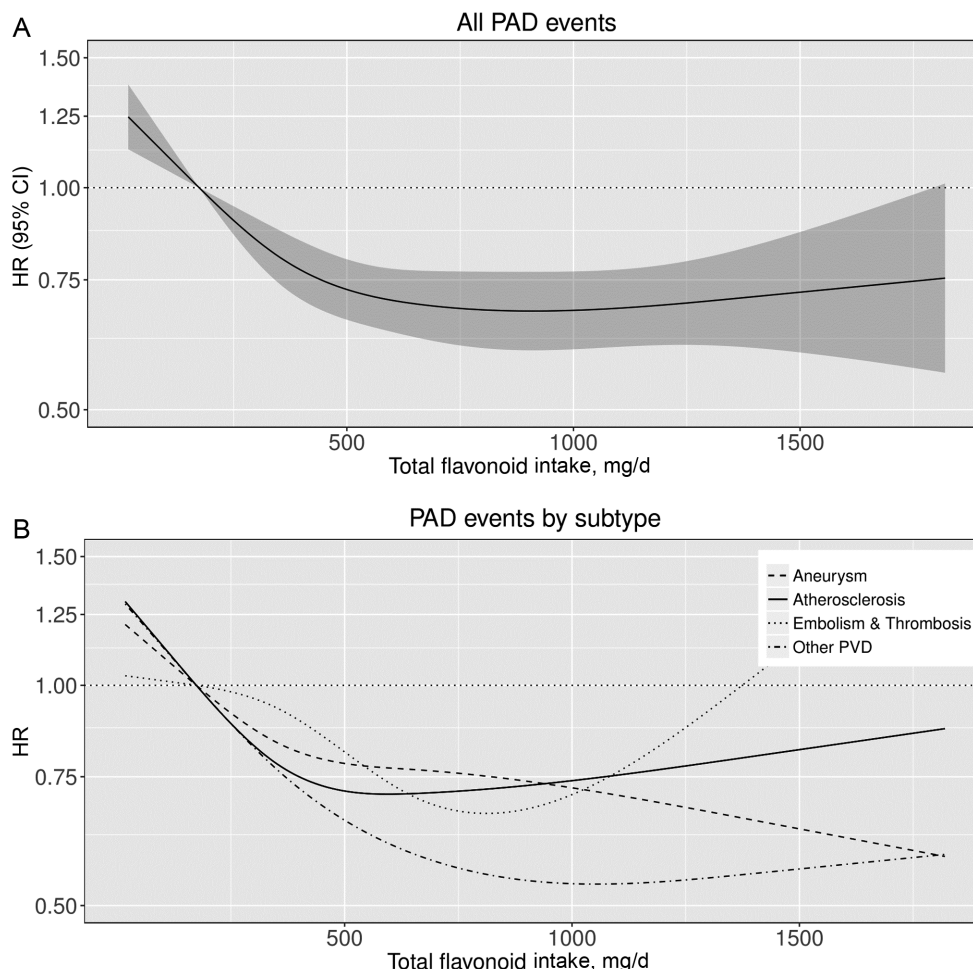 A
All PAD events
HR (95% CI)
1.50
1.25
1.00
0.75
0.50
500
1000
1500
Total flavonoid intake, mg/d
B
PAD events by subtype
HR
1.50
1.25
1.00
0.75
0.50
Aneurysm
Atherosclerosis
Embolism & Thrombosis
Other PVD
500
1000
1500
Total flavonoid intake, mg/d